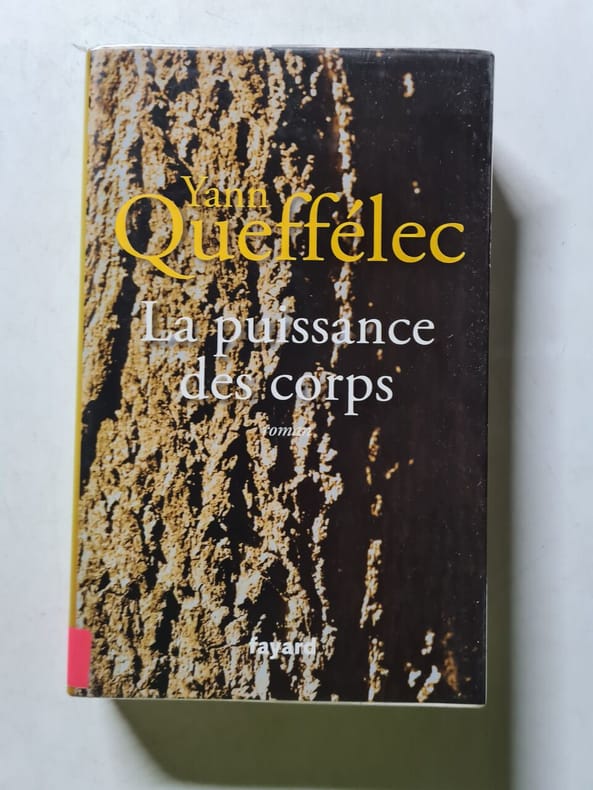 Yann
Queffélec
La puissance
des corps
roman
fayard